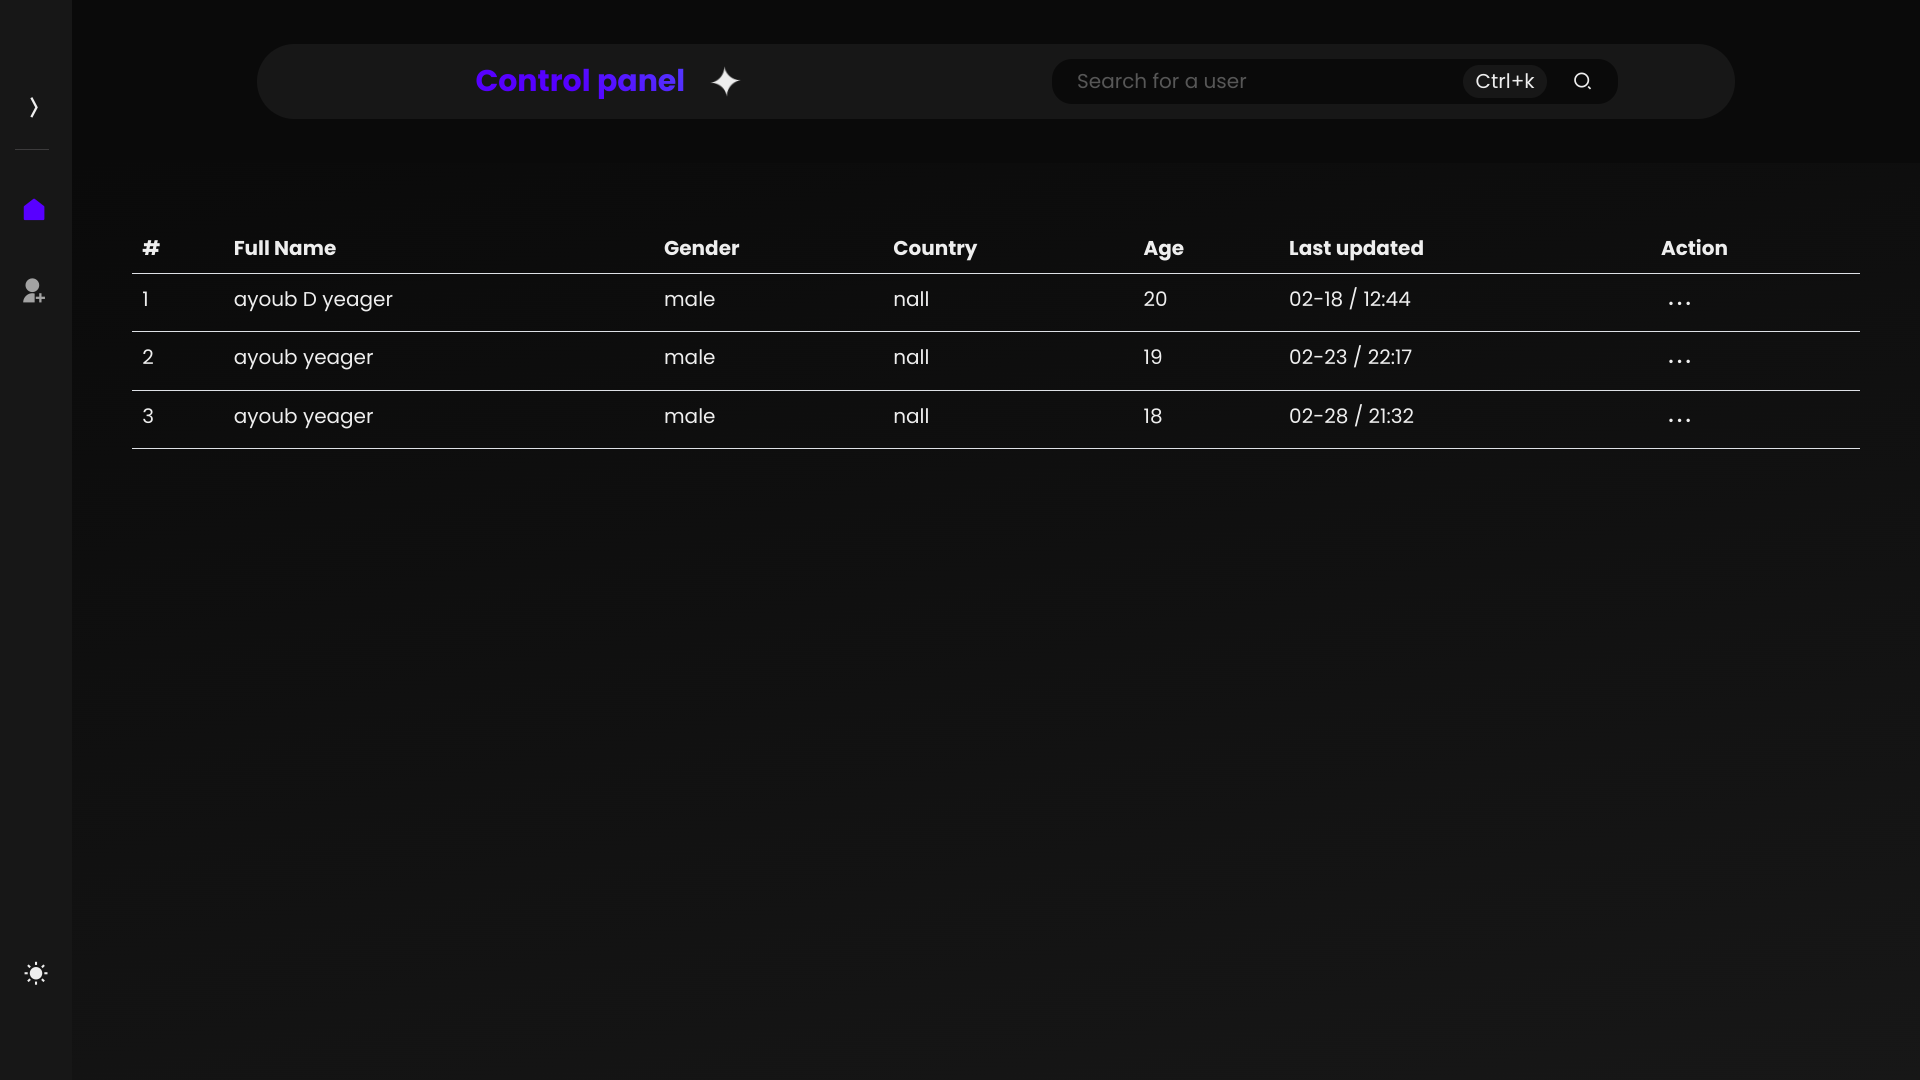 Control panel
Search for a user Ctrl+k
# Full Name Gender Country Age Last updated Action
1 ayoub D yeager male nall 20 02-18 / 12:44 ...
2 ayoub yeager male nall 19 02-23 / 22:17 ...
3 ayoub yeager male nall 18 02-28 / 21:32 ...